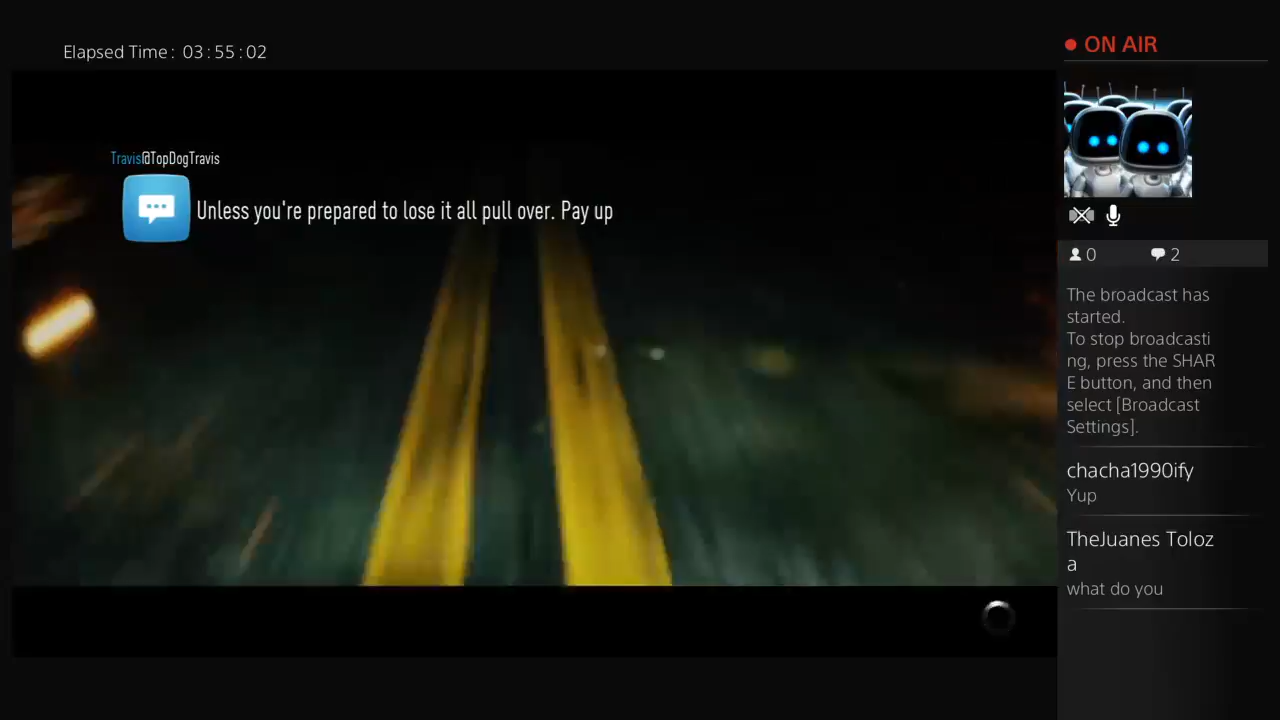 Elapsed Time: 03:55:02
ON AIR
Travis@TopDogTravis
Unless you're prepared to lose it all pull over. Pay up
0
2
The broadcast has
started.
To stop broadcasti
ng, press the SHAR
E button, and then
select [Broadcast
Settings].
chacha1990ify
Yup
TheJuanes Toloz
a
what do you